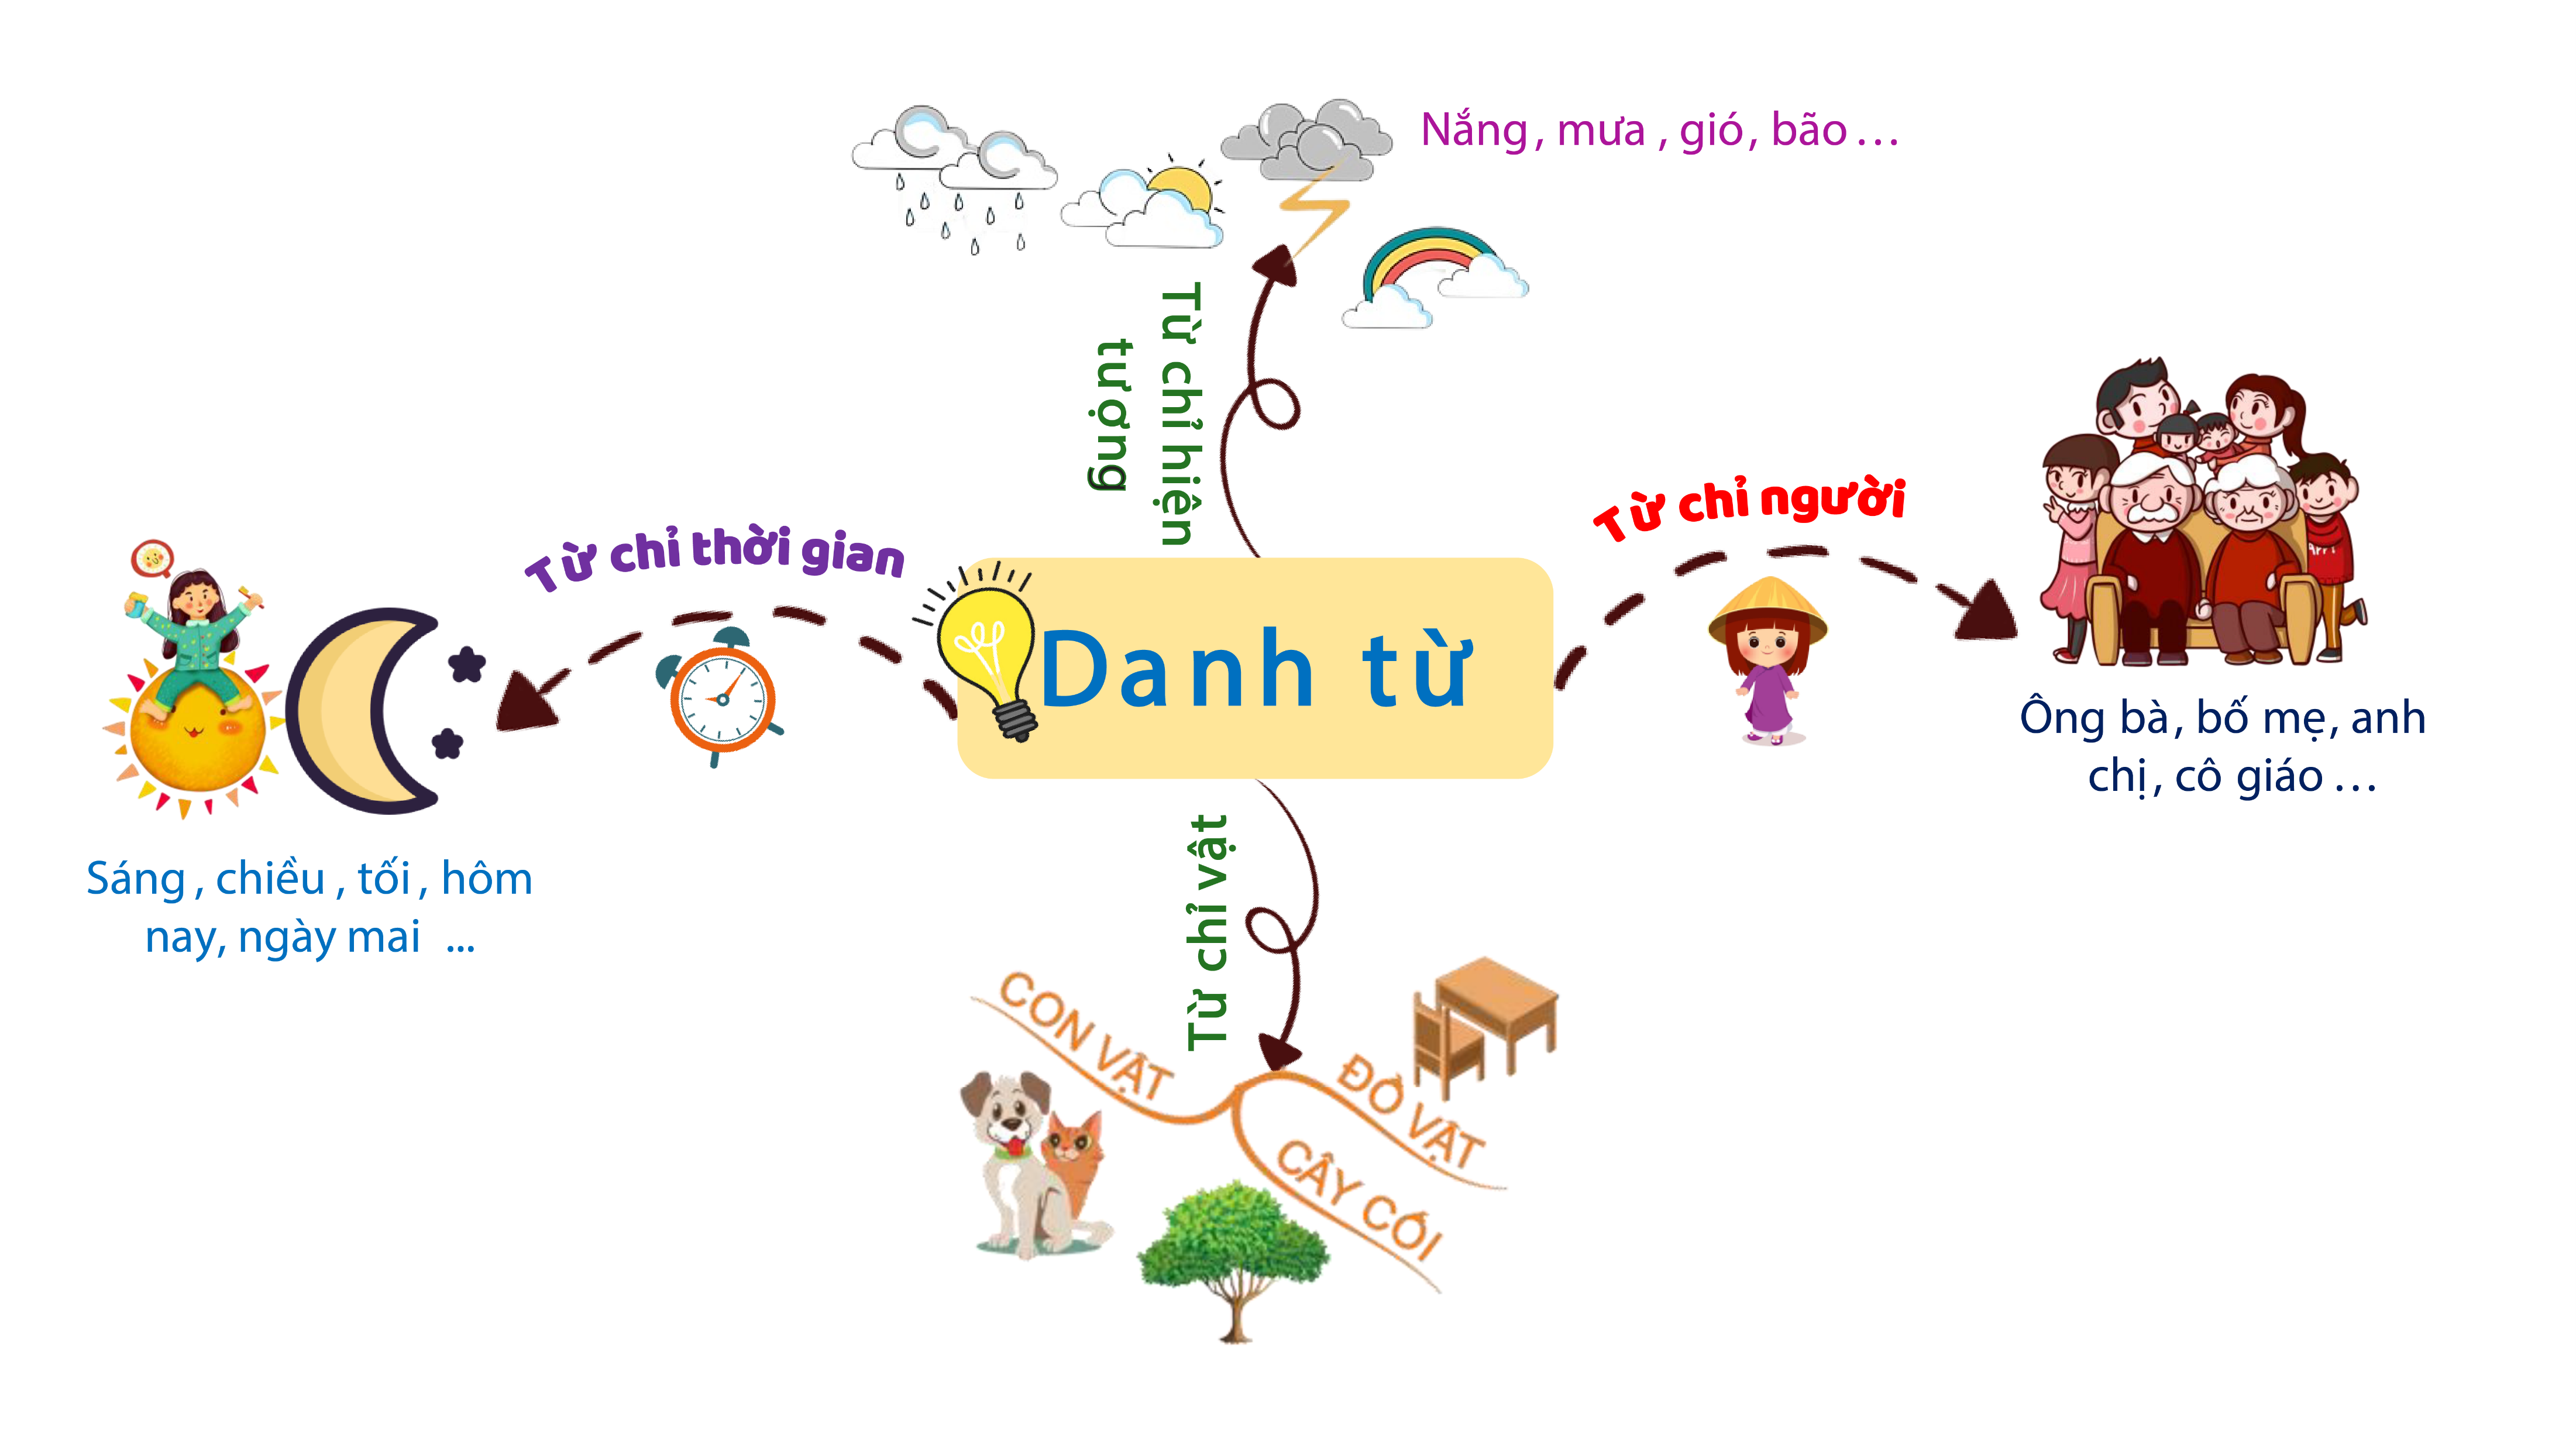 Nắng, mưa , gió, bão …
Từ chỉ hiện
tượng
Từ chỉ người
Từ chỉ thời gian
Danh từ
Ông bà, bố mẹ, anh
chị, cô giáo …
Sáng , chiều , tối , hôm
nay, ngày mai ...
Từ chỉ vật
CON VẬT
ĐỒ VẬT
CÂY CỐI